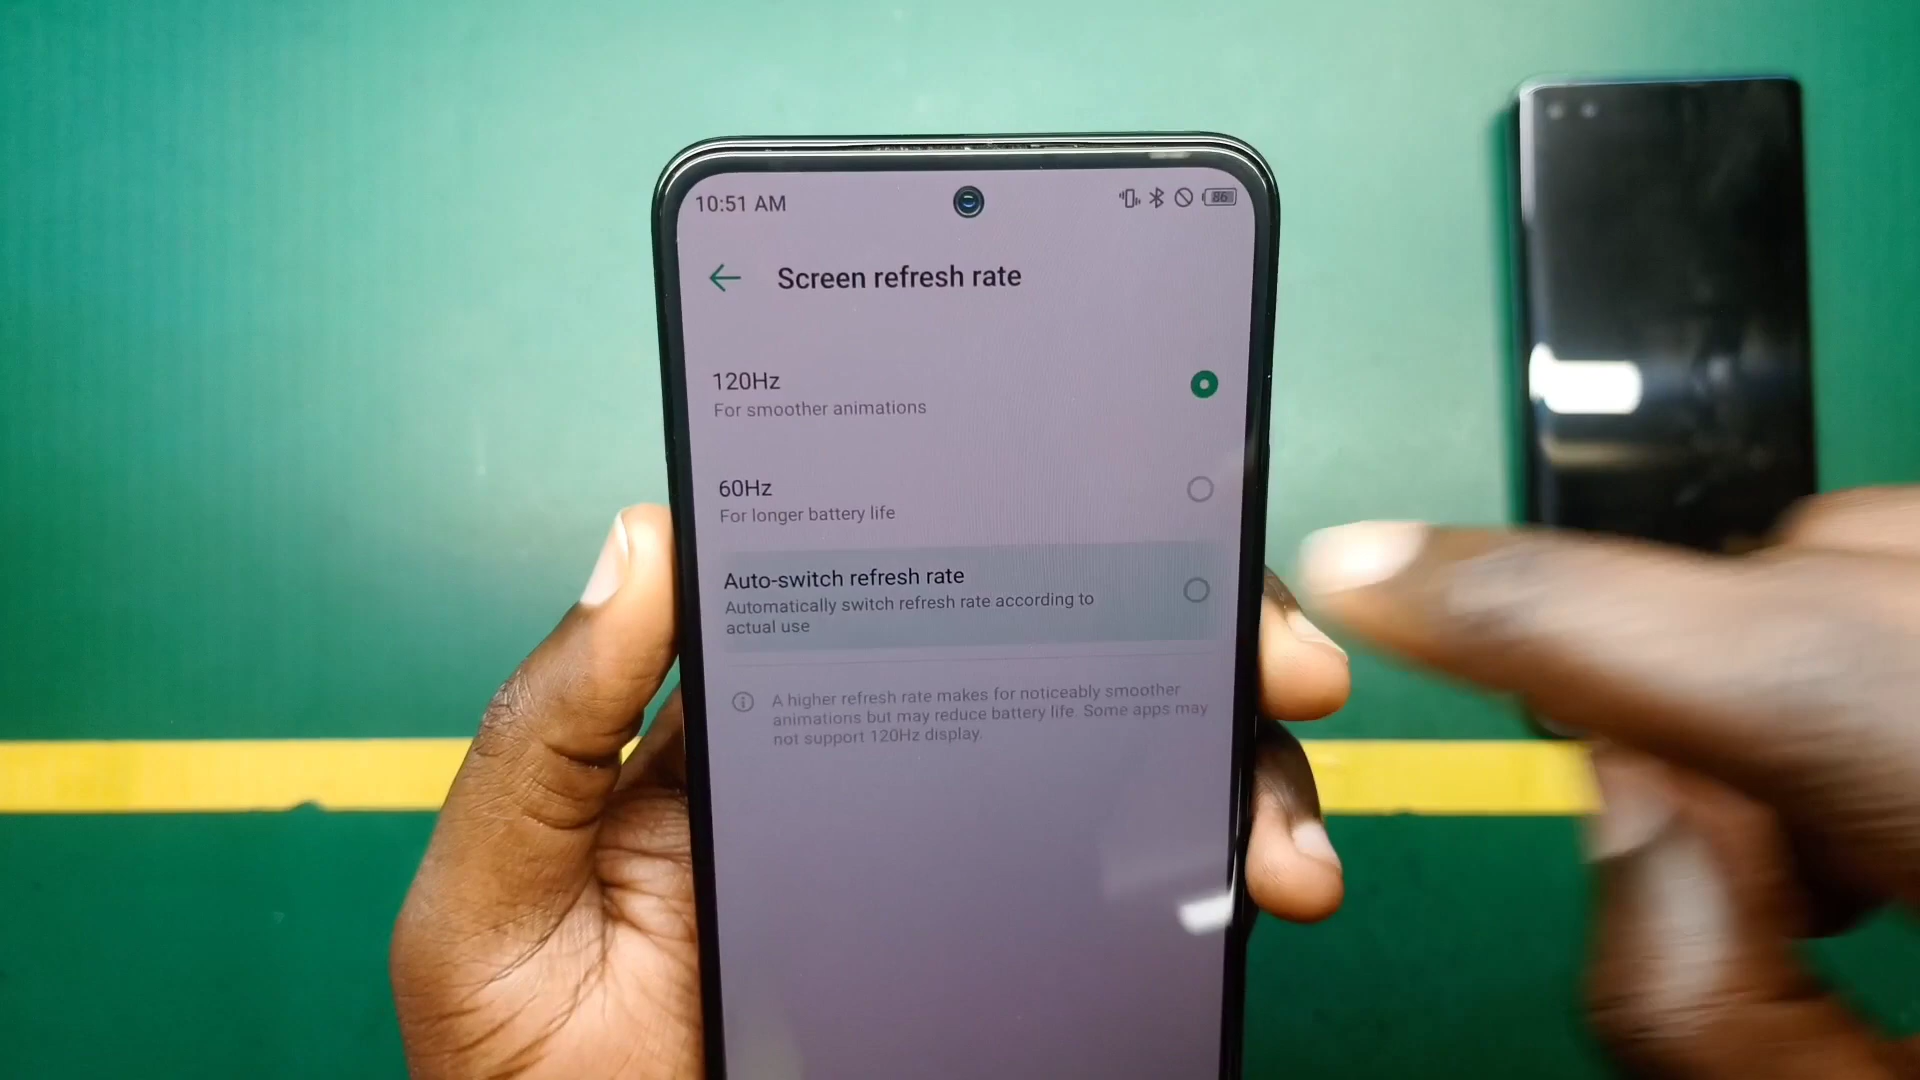 10:51 AM
86
Screen refresh rate
120Hz
For smoother animations
60Hz
For longer battery life
Auto-switch refresh rate
Automatically switch refresh rate according to
actual use
A higher refresh rate makes for noticeably smoother
animations but may reduce battery life. Some apps may
not support 120Hz display.